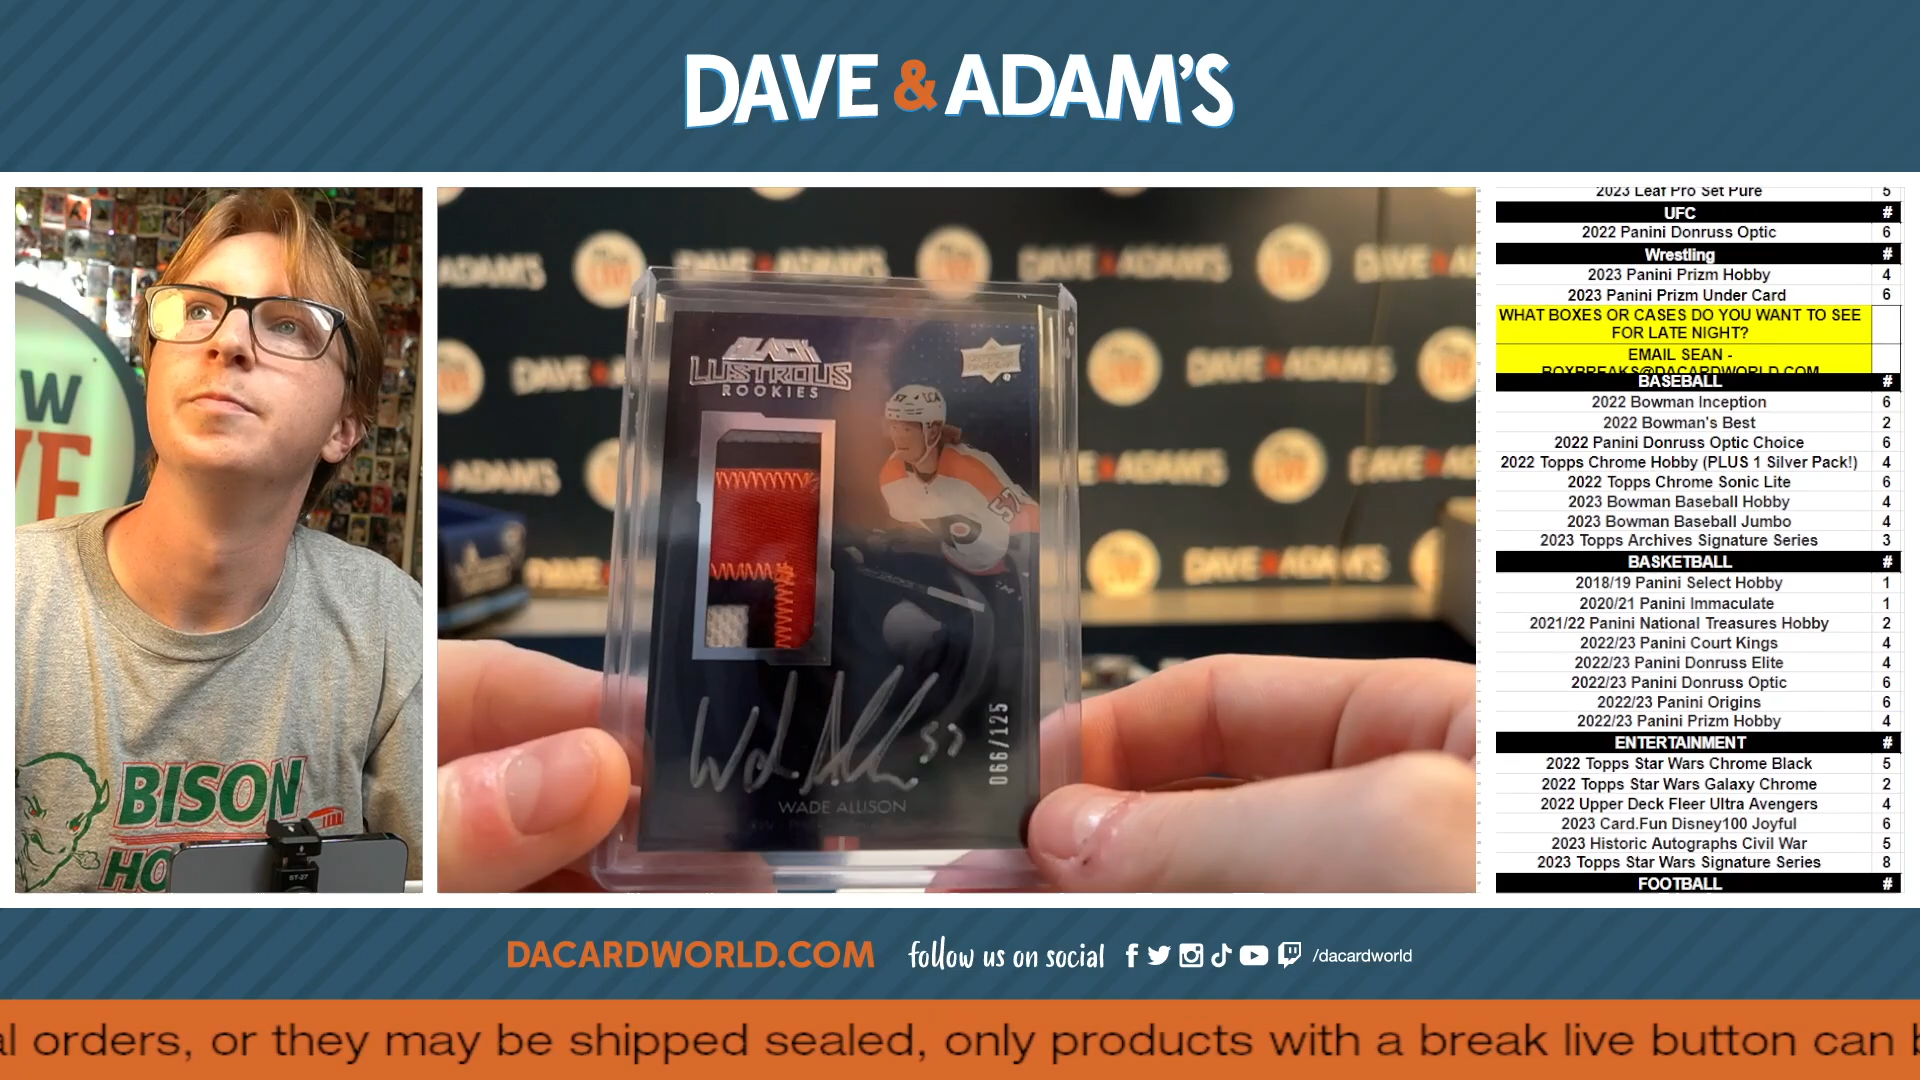 DAVE & ADAM'S
BLACK
LUSTROUS
ROOKIES
57
WADE ALLISON
066/125
BISON
HO
2023 Leaf Pro Set Pure 5
UFC #
2022 Panini Donruss Optic 6
Wrestling #
2023 Panini Prizm Hobby 4
2023 Panini Prizm Under Card 6
WHAT BOXES OR CASES DO YOU WANT TO SEE
FOR LATE NIGHT?
EMAIL SEAN -
BOXBREAKS@DACARDWORLD.COM
BASEBALL #
2022 Bowman Inception 6
2022 Bowman's Best 2
2022 Panini Donruss Optic Choice 6
2022 Topps Chrome Hobby (PLUS 1 Silver Pack!) 4
2022 Topps Chrome Sonic Lite 6
2023 Bowman Baseball Hobby 4
2023 Bowman Baseball Jumbo 4
2023 Topps Archives Signature Series 3
BASKETBALL #
2018/19 Panini Select Hobby 1
2020/21 Panini Immaculate 1
2021/22 Panini National Treasures Hobby 2
2022/23 Panini Court Kings 4
2022/23 Panini Donruss Elite 4
2022/23 Panini Donruss Optic 6
2022/23 Panini Origins 6
2022/23 Panini Prizm Hobby 4
ENTERTAINMENT #
2022 Topps Star Wars Chrome Black 5
2022 Topps Star Wars Galaxy Chrome 2
2022 Upper Deck Fleer Ultra Avengers 4
2023 Card.Fun Disney100 Joyful 6
2023 Historic Autographs Civil War 5
2023 Topps Star Wars Signature Series 8
FOOTBALL #
DACARDWORLD.COM follow us on social /dacardworld
l orders, or they may be shipped sealed, only products with a break live button can b